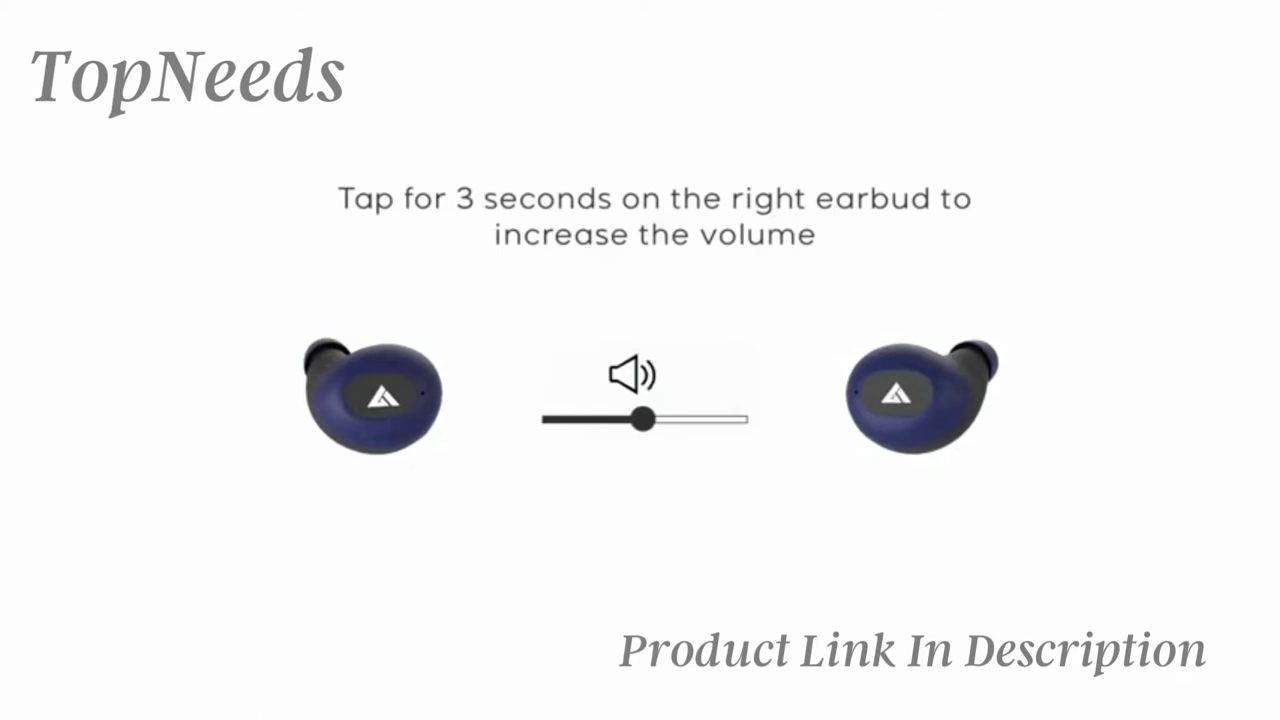 TopNeeds
Tap for 3 seconds on the right earbud to
increase the volume
Product Link In Description